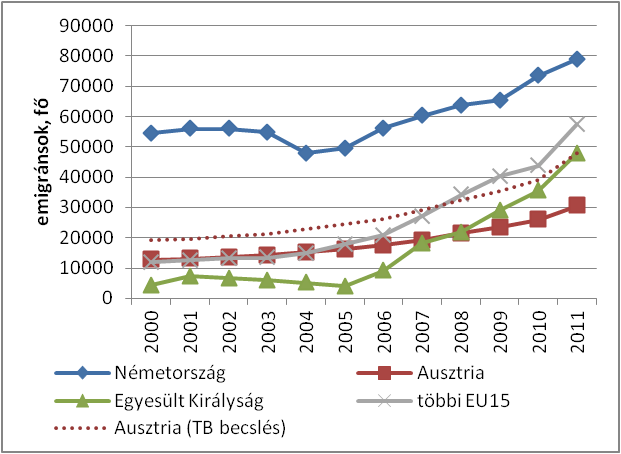 90000
80000
70000
60000
50000
40000
30000
20000
10000
0
emigránsok, fő
2000 2001 2002 2003 2004 2005 2006 2007 2008 2009 2010 2011
Németország Ausztria
Egyesült Királyság többi EU15
Ausztria (TB becslés)